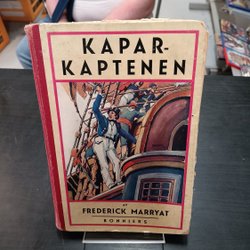 KAPAR-
KAPTENEN
AV
FREDERICK MARRYAT
BONNIERS